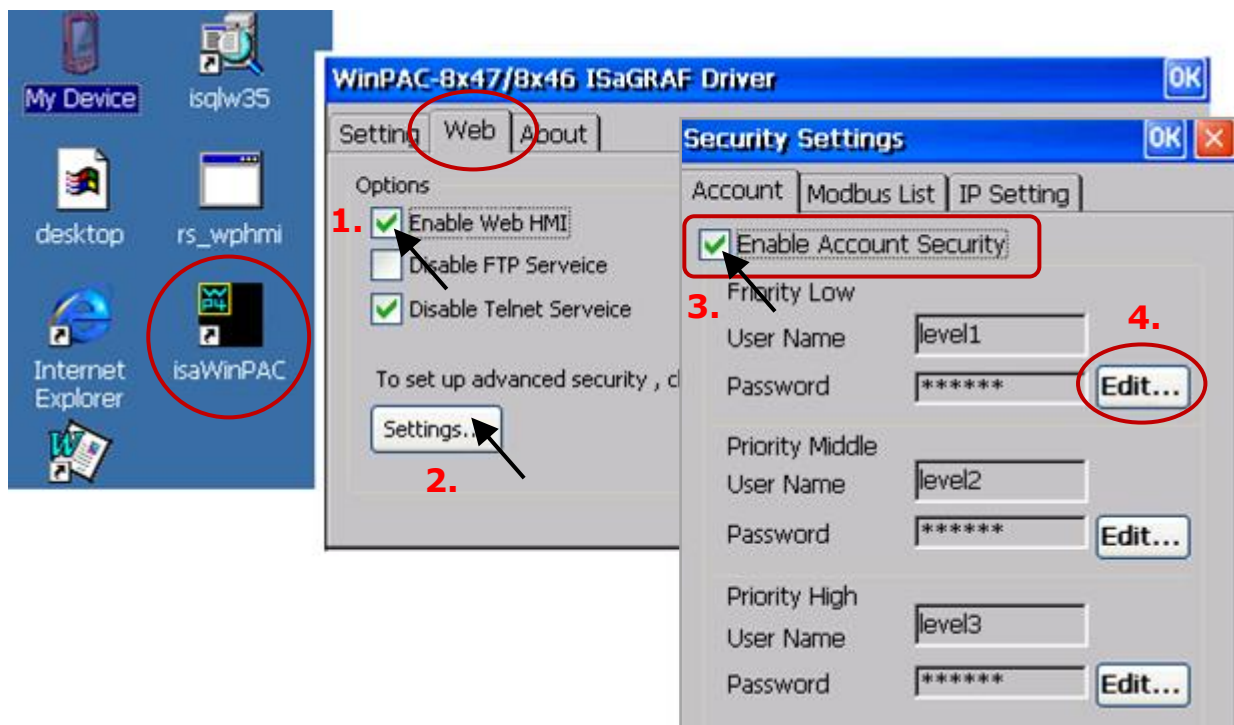 My Device
isqlw35
desktop
rs_wphmi
Internet
Explorer
isaWinPAC
WinPAC-8x47/8x46 ISaGRAF Driver
OK
Setting
Web
About
Options
1.
Enable Web HMI
Disable FTP Serveice
Disable Telnet Serveice
To set up advanced security , cl
Settings..
2.
Security Settings
OK
Account
Modbus List
IP Setting
Enable Account Security
3.
Priority Low
User Name
level1
4.
Password
******
Edit...
Priority Middle
User Name
level2
Password
******
Edit...
Priority High
User Name
level3
Password
******
Edit...